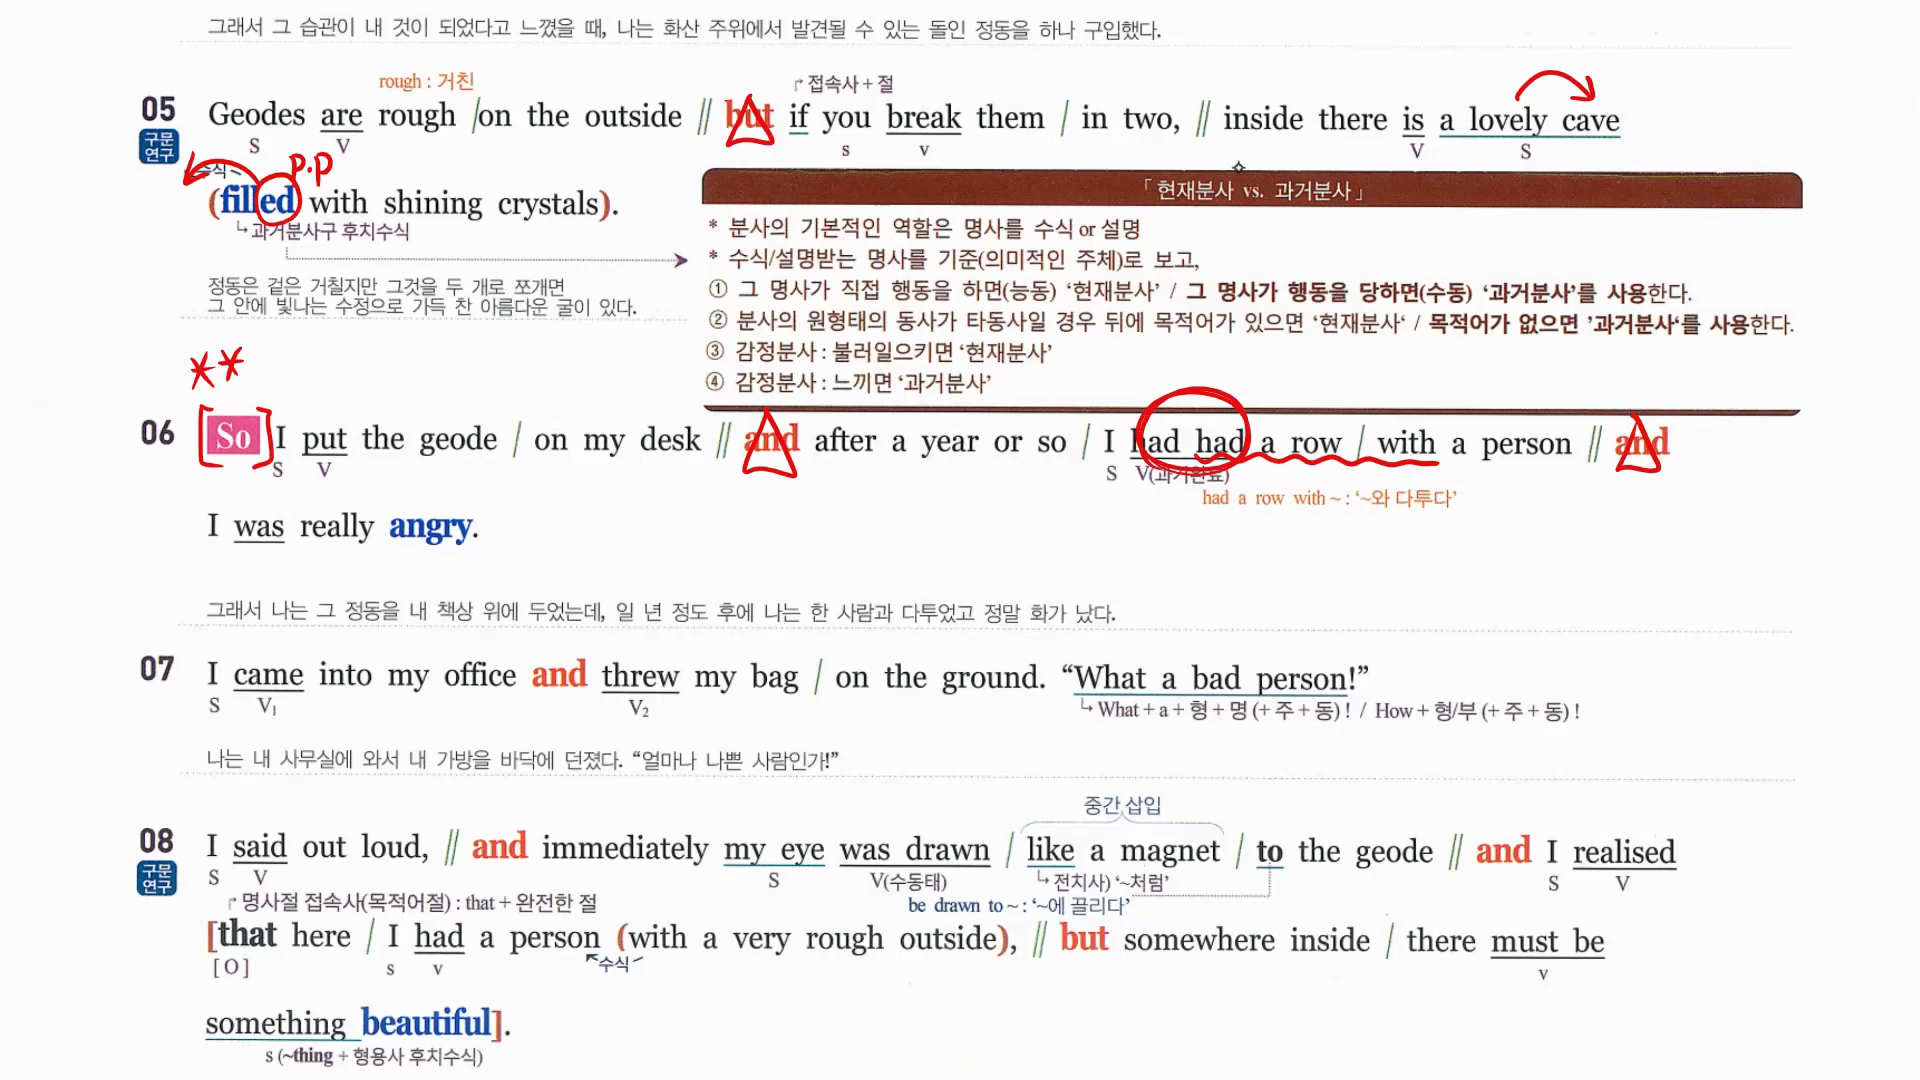 그래서 그 습관이 내 것이 되었다고 느꼈을 때, 나는 화산 주위에서 발견될 수 있는 돌인 정동을 하나 구입했다.
rough : 거친
┌ 접속사 + 절
05 Geodes are rough / on the outside // but if you break them / in two, // inside there is a lovely cave
구문연구
S V s v V S
수식 p.p
(filled with shining crystals).
└ 과거분사구 후치수식
정동은 겉은 거칠지만 그것을 두 개로 쪼개면
그 안에 빛나는 수정으로 가득 찬 아름다운 굴이 있다.
「현재분사 vs. 과거분사」
* 분사의 기본적인 역할은 명사를 수식 or 설명
* 수식/설명받는 명사를 기준(의미적인 주체)로 보고,
① 그 명사가 직접 행동을 하면(능동) ‘현재분사’ / 그 명사가 행동을 당하면(수동) ‘과거분사’를 사용한다.
② 분사의 원형태의 동사가 타동사일 경우 뒤에 목적어가 있으면 ‘현재분사‘ / 목적어가 없으면 ’과거분사‘를 사용한다.
③ 감정분사 : 불러일으키면 ‘현재분사’
④ 감정분사 : 느끼면 ‘과거분사’
**
06 [So] I put the geode / on my desk // and after a year or so / I had had a row / with a person // and
S V S V(과거완료)
had a row with ~ : ‘~와 다투다’
I was really angry.
그래서 나는 그 정동을 내 책상 위에 두었는데, 일 년 정도 후에 나는 한 사람과 다투었고 정말 화가 났다.
07 I came into my office and threw my bag / on the ground. “What a bad person!”
S V₁ V₂ └ What + a + 형 + 명 (+ 주 + 동) ! / How + 형/부 (+ 주 + 동) !
나는 내 사무실에 와서 내 가방을 바닥에 던졌다. “얼마나 나쁜 사람인가!”
중간 삽입
08 I said out loud, // and immediately my eye was drawn / like a magnet / to the geode // and I realised
구문연구
S V S V(수동태) └ 전치사) ‘~처럼’ S V
┌ 명사절 접속사(목적어절) : that + 완전한 절 be drawn to ~ : ‘~에 끌리다’
[that here / I had a person (with a very rough outside), // but somewhere inside / there must be
[ O ] s v 수식 v
something beautiful].
s (~thing + 형용사 후치수식)